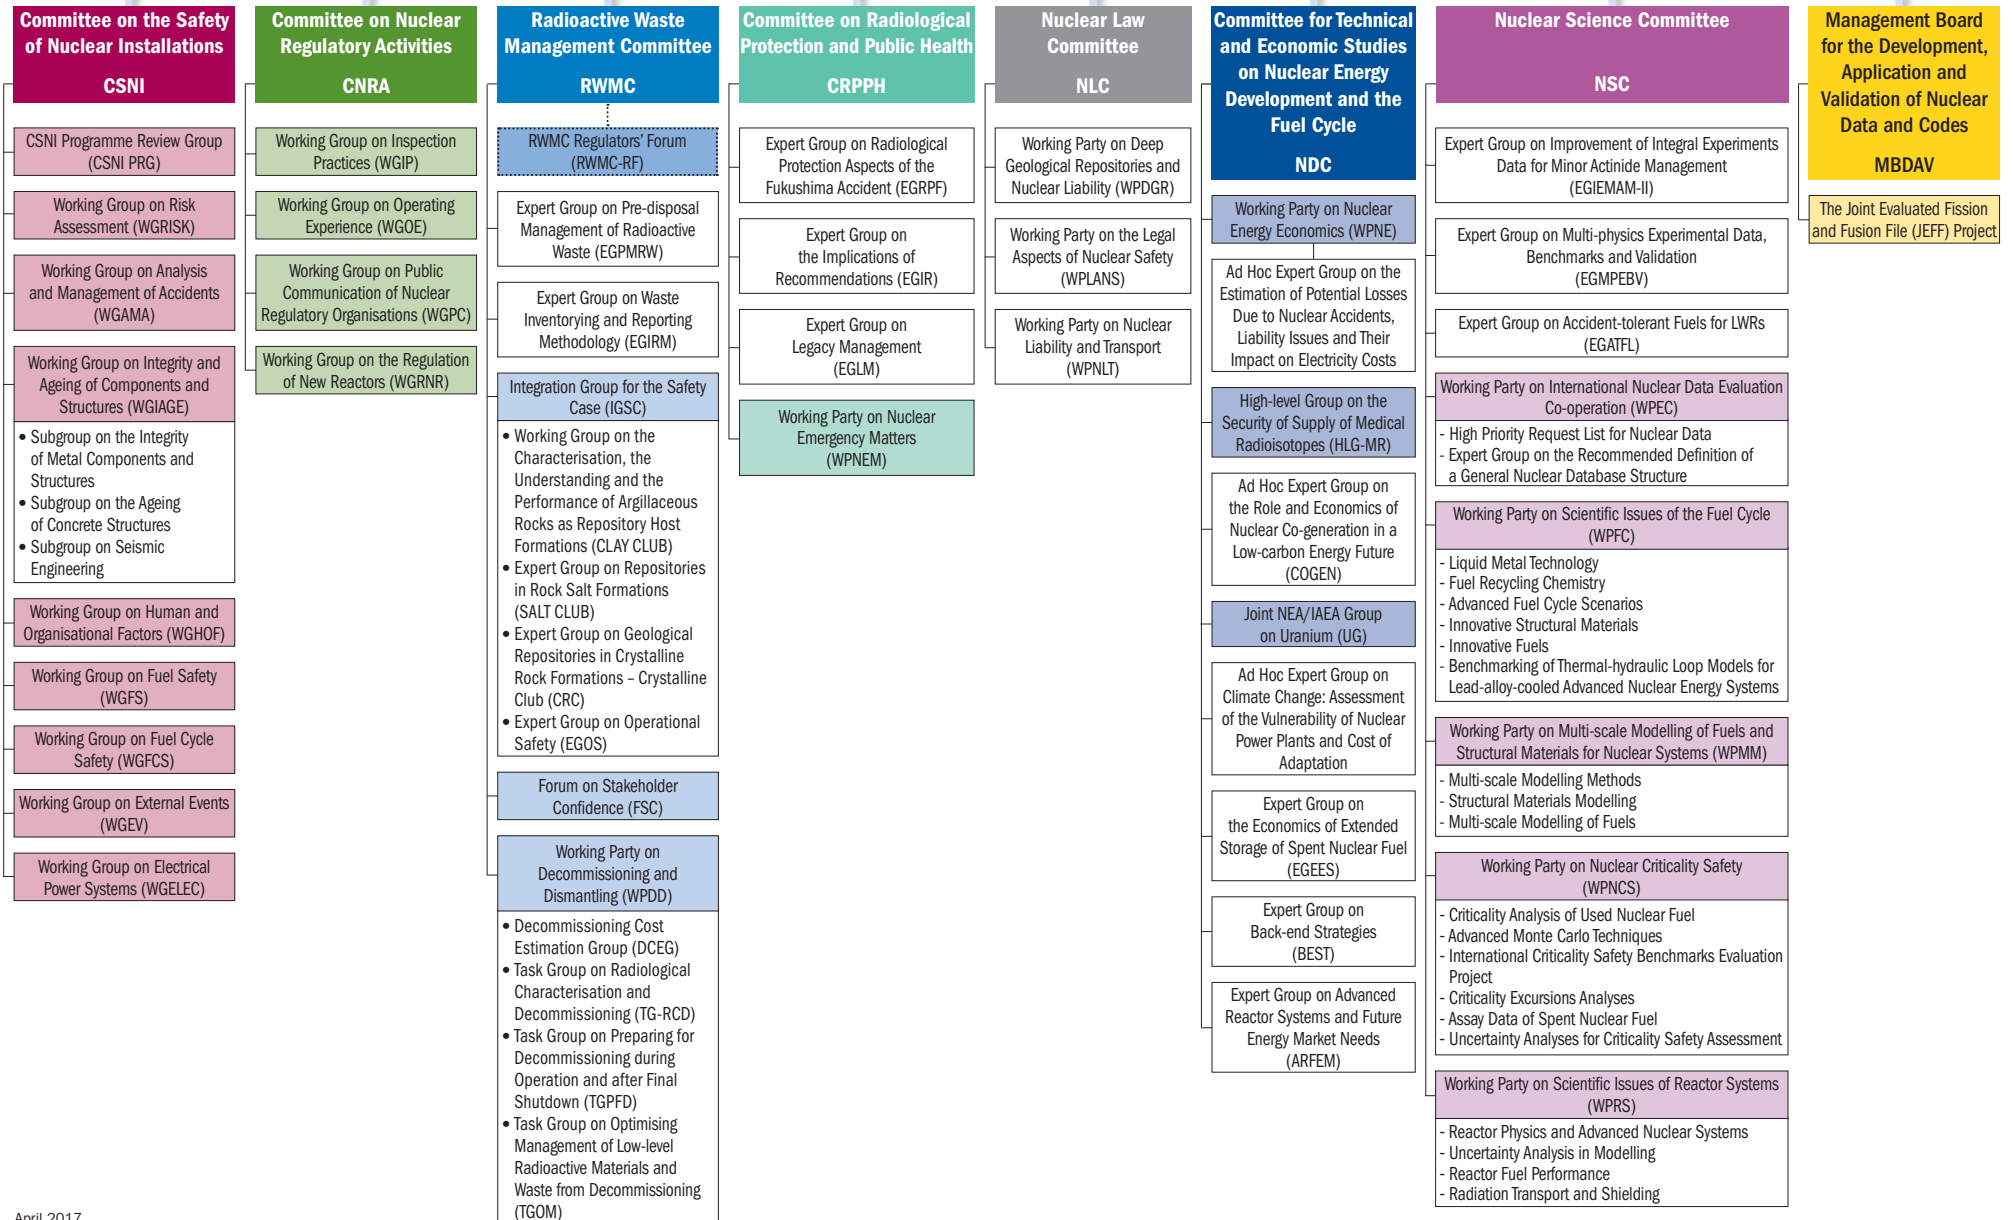 Committee on the Safety
of Nuclear Installations
CSNI
CSNI Programme Review Group
(CSNI PRG)
Working Group on Risk
Assessment (WGRISK)
Working Group on Analysis
and Management of Accidents
(WGAMA)
Working Group on Integrity and
Ageing of Components and
Structures (WGIAGE)
• Subgroup on the Integrity
of Metal Components and
Structures
• Subgroup on the Ageing
of Concrete Structures
• Subgroup on Seismic
Engineering
Working Group on Human and
Organisational Factors (WGHOF)
Working Group on Fuel Safety
(WGFS)
Working Group on Fuel Cycle
Safety (WGFCS)
Working Group on External Events
(WGEV)
Working Group on Electrical
Power Systems (WGELEC)
Committee on Nuclear
Regulatory Activities
CNRA
Working Group on Inspection
Practices (WGIP)
Working Group on Operating
Experience (WGOE)
Working Group on Public
Communication of Nuclear
Regulatory Organisations (WGPC)
Working Group on the Regulation
of New Reactors (WGRNR)
Radioactive Waste
Management Committee
RWMC
RWMC Regulators' Forum
(RWMC-RF)
Expert Group on Pre-disposal
Management of Radioactive
Waste (EGPMRW)
Expert Group on Waste
Inventorying and Reporting
Methodology (EGIRM)
Integration Group for the Safety
Case (IGSC)
• Working Group on the
Characterisation, the
Understanding and the
Performance of Argillaceous
Rocks as Repository Host
Formations (CLAY CLUB)
• Expert Group on Repositories
in Rock Salt Formations
(SALT CLUB)
• Expert Group on Geological
Repositories in Crystalline
Rock Formations – Crystalline
Club (CRC)
• Expert Group on Operational
Safety (EGOS)
Forum on Stakeholder
Confidence (FSC)
Working Party on
Decommissioning and
Dismantling (WPDD)
• Decommissioning Cost
Estimation Group (DCEG)
• Task Group on Radiological
Characterisation and
Decommissioning (TG-RCD)
• Task Group on Preparing for
Decommissioning during
Operation and after Final
Shutdown (TGPFD)
• Task Group on Optimising
Management of Low-level
Radioactive Materials and
Waste from Decommissioning
(TGOM)
Committee on Radiological
Protection and Public Health
CRPPH
Expert Group on Radiological
Protection Aspects of the
Fukushima Accident (EGRPF)
Expert Group on
the Implications of
Recommendations (EGIR)
Expert Group on
Legacy Management
(EGLM)
Working Party on Nuclear
Emergency Matters
(WPNEM)
Nuclear Law
Committee
NLC
Working Party on Deep
Geological Repositories and
Nuclear Liability (WPDGR)
Working Party on the Legal
Aspects of Nuclear Safety
(WPLANS)
Working Party on Nuclear
Liability and Transport
(WPNLT)
Committee for Technical
and Economic Studies
on Nuclear Energy
Development and the
Fuel Cycle
NDC
Working Party on Nuclear
Energy Economics (WPNE)
Ad Hoc Expert Group on the
Estimation of Potential Losses
Due to Nuclear Accidents,
Liability Issues and Their
Impact on Electricity Costs
High-level Group on the
Security of Supply of Medical
Radioisotopes (HLG-MR)
Ad Hoc Expert Group on
the Role and Economics of
Nuclear Co-generation in a
Low-carbon Energy Future
(COGEN)
Joint NEA/IAEA Group
on Uranium (UG)
Ad Hoc Expert Group on
Climate Change: Assessment
of the Vulnerability of Nuclear
Power Plants and Cost of
Adaptation
Expert Group on
the Economics of Extended
Storage of Spent Nuclear Fuel
(EGEES)
Expert Group on
Back-end Strategies
(BEST)
Expert Group on Advanced
Reactor Systems and Future
Energy Market Needs
(ARFEM)
Nuclear Science Committee
NSC
Expert Group on Improvement of Integral Experiments
Data for Minor Actinide Management
(EGIEMAM-II)
Expert Group on Multi-physics Experimental Data,
Benchmarks and Validation
(EGMPEBV)
Expert Group on Accident-tolerant Fuels for LWRs
(EGATFL)
Working Party on International Nuclear Data Evaluation
Co-operation (WPEC)
- High Priority Request List for Nuclear Data
- Expert Group on the Recommended Definition of
a General Nuclear Database Structure
Working Party on Scientific Issues of the Fuel Cycle
(WPFC)
- Liquid Metal Technology
- Fuel Recycling Chemistry
- Advanced Fuel Cycle Scenarios
- Innovative Structural Materials
- Innovative Fuels
- Benchmarking of Thermal-hydraulic Loop Models for
Lead-alloy-cooled Advanced Nuclear Energy Systems
Working Party on Multi-scale Modelling of Fuels and
Structural Materials for Nuclear Systems (WPMM)
- Multi-scale Modelling Methods
- Structural Materials Modelling
- Multi-scale Modelling of Fuels
Working Party on Nuclear Criticality Safety
(WPNCS)
- Criticality Analysis of Used Nuclear Fuel
- Advanced Monte Carlo Techniques
- International Criticality Safety Benchmarks Evaluation
Project
- Criticality Excursions Analyses
- Assay Data of Spent Nuclear Fuel
- Uncertainty Analyses for Criticality Safety Assessment
Working Party on Scientific Issues of Reactor Systems
(WPRS)
- Reactor Physics and Advanced Nuclear Systems
- Uncertainty Analysis in Modelling
- Reactor Fuel Performance
- Radiation Transport and Shielding
Management Board
for the Development,
Application and
Validation of Nuclear
Data and Codes
MBDAV
The Joint Evaluated Fission
and Fusion File (JEFF) Project
April 2017